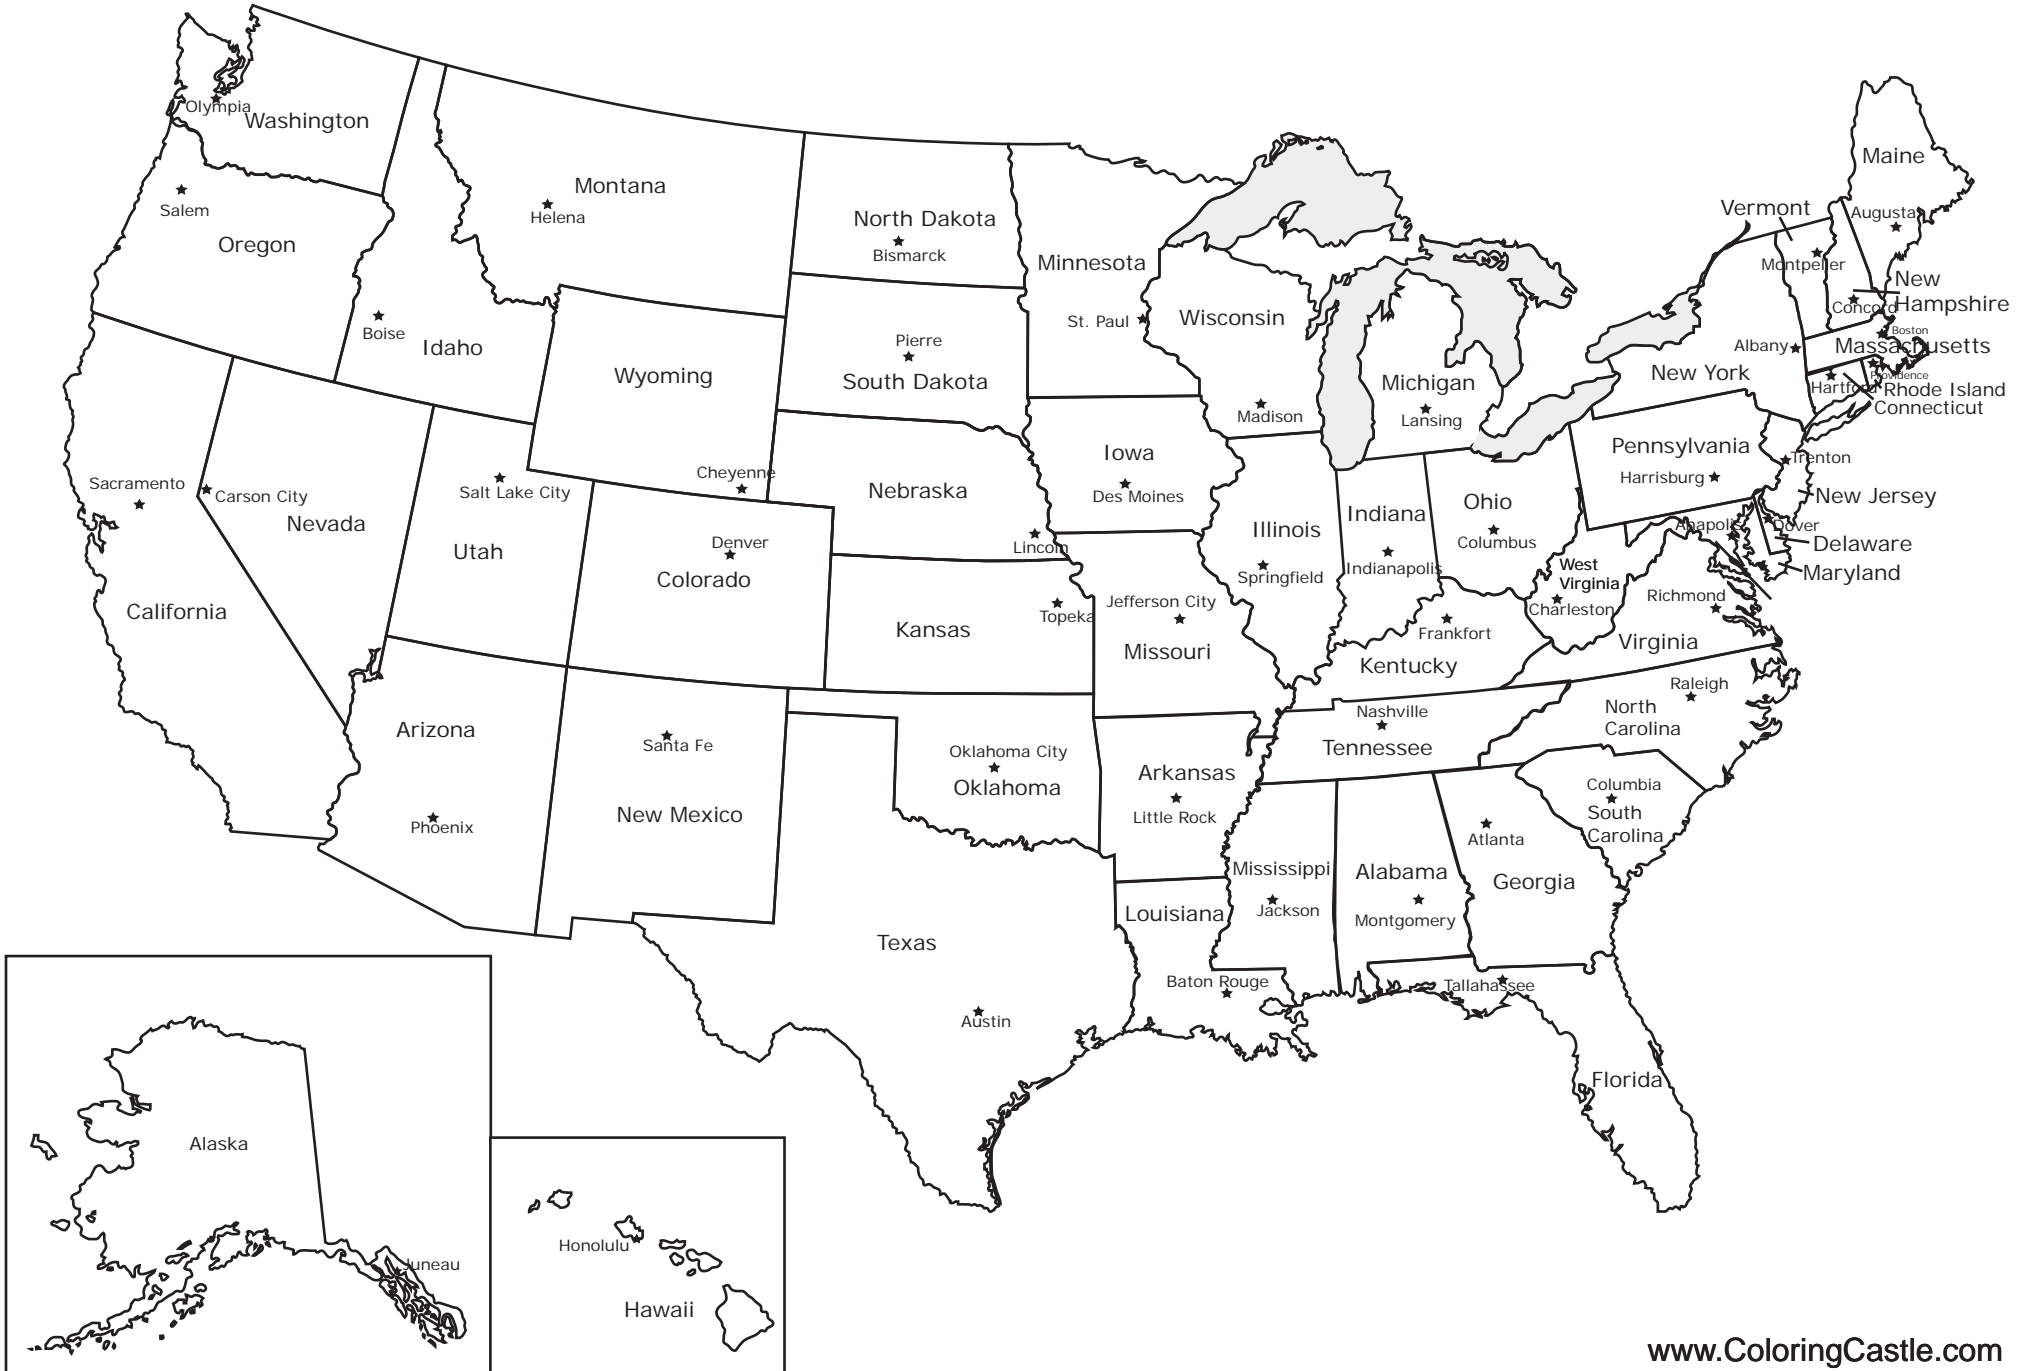 Olympia
Washington
Salem
Oregon
Boise
Idaho
Helena
Montana
North Dakota
Bismarck
Pierre
South Dakota
Wyoming
Cheyenne
Nebraska
Lincoln
Minnesota
St. Paul
Wisconsin
Madison
Michigan
Lansing
Iowa
Des Moines
Sacramento
California
Carson City
Nevada
Salt Lake City
Utah
Denver
Colorado
Kansas
Topeka
Jefferson City
Missouri
Illinois
Springfield
Indiana
Indianapolis
Ohio
Columbus
West
Virginia
Charleston
Frankfort
Kentucky
Richmond
Virginia
Pennsylvania
Harrisburg
New York
Albany
Vermont
Montpelier
Maine
Augusta
New
Hampshire
Concord
Boston
Massachusetts
Providence
Hartford
Rhode Island
Connecticut
Trenton
New Jersey
Anapolis
Dover
Delaware
Maryland
Arizona
Phoenix
Santa Fe
New Mexico
Oklahoma City
Oklahoma
Arkansas
Little Rock
Nashville
Tennessee
Raleigh
North
Carolina
Columbia
South
Carolina
Atlanta
Georgia
Alabama
Montgomery
Mississippi
Jackson
Louisiana
Baton Rouge
Texas
Austin
Tallahassee
Florida
Alaska
Juneau
Honolulu
Hawaii
www.ColoringCastle.com